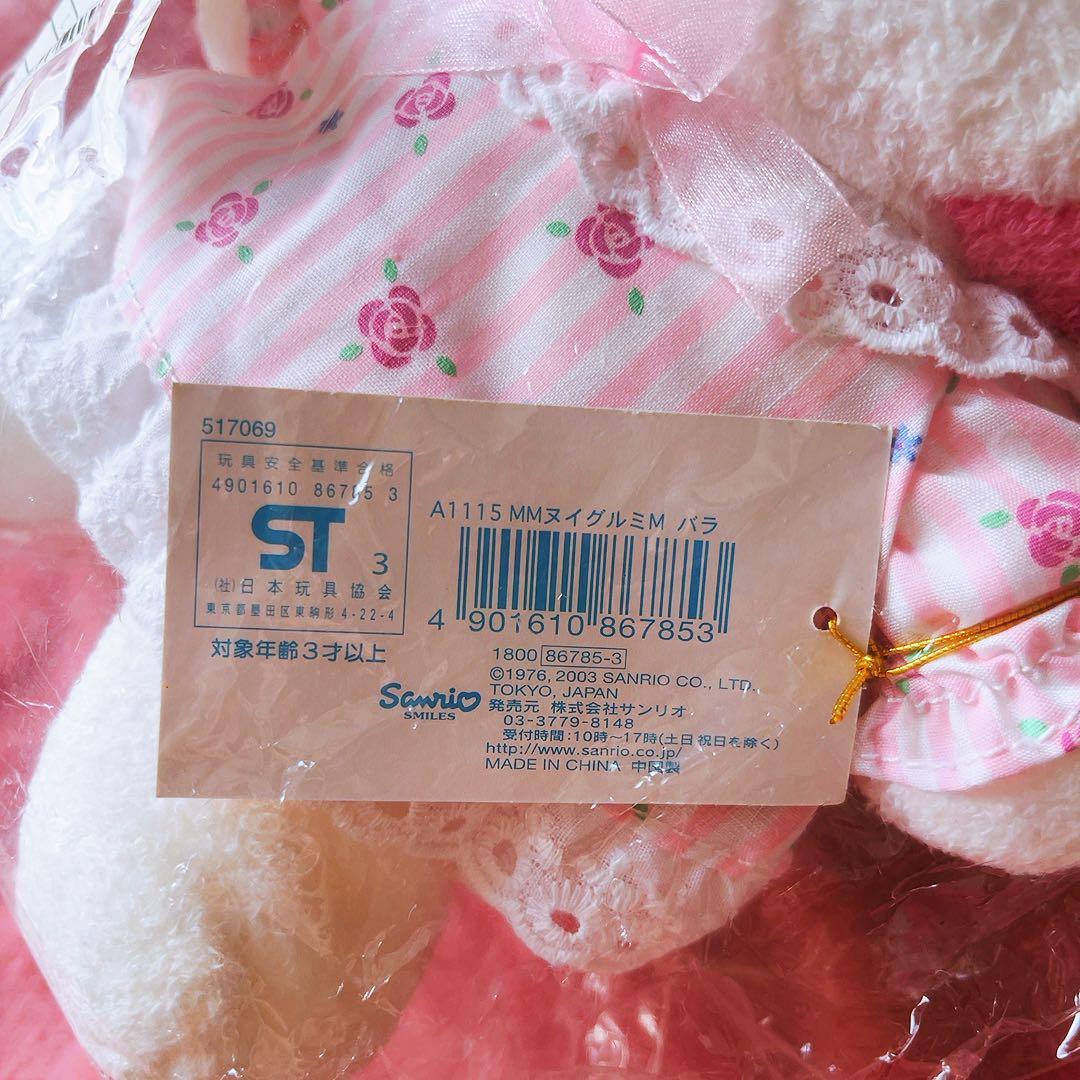 517069
玩具安全基準合格
4901610 86785 3
ST 3
(社)日本玩具協会
東京都墨田区東駒形4-22-4
対象年齢3才以上
A1115 MMヌイグルミM バラ
4 901610 867853
1800 86785-3
©1976, 2003 SANRIO CO., LTD.,
TOKYO, JAPAN
Sanrio
SMILES
発売元 株式会社サンリオ
03-3779-8148
受付時間:10時～17時(土日祝日を除く)
http://www.sanrio.co.jp/
MADE IN CHINA 中国製